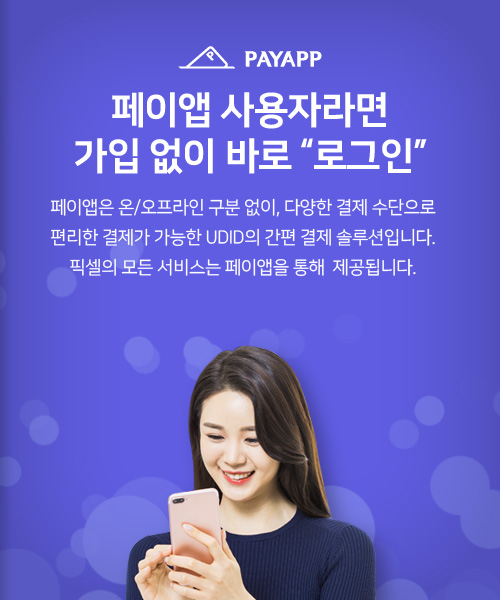 PAYAPP
페이앱 사용자라면
가입 없이 바로 “로그인”
페이앱은 온/오프라인 구분 없이, 다양한 결제 수단으로
편리한 결제가 가능한 UDID의 간편 결제 솔루션입니다.
픽셀의 모든 서비스는 페이앱을 통해 제공됩니다.